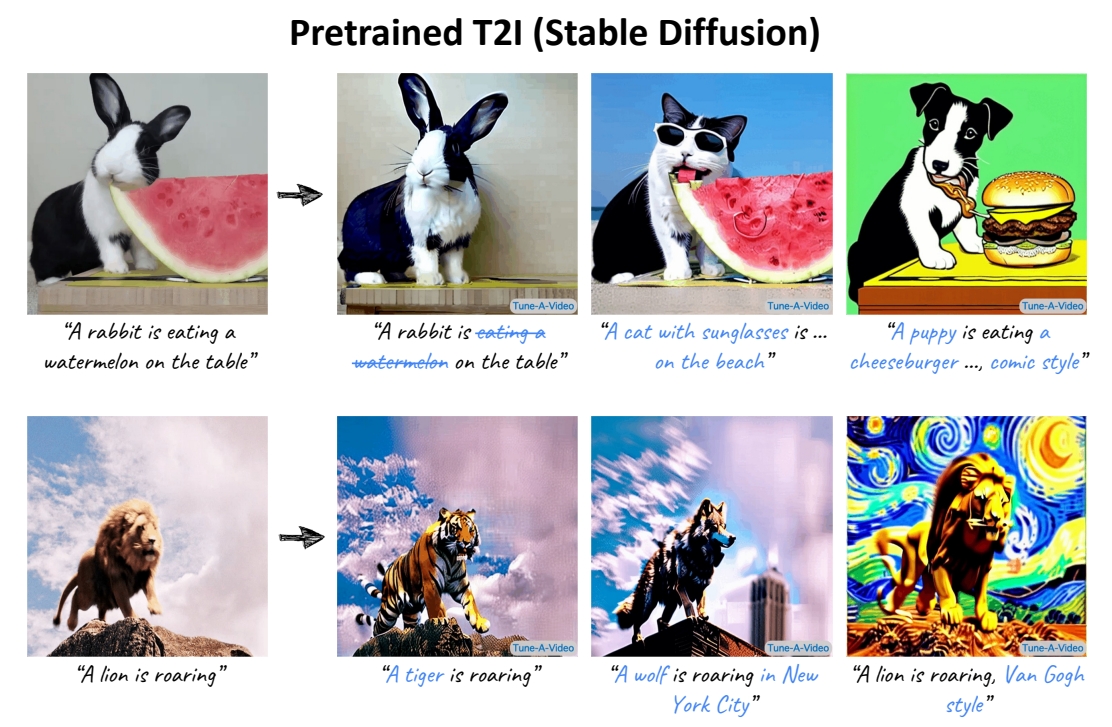 Pretrained T2I (Stable Diffusion)
Tune-A-Video
Tune-A-Video
Tune-A-Video
“A rabbit is eating a
watermelon on the table”
“A rabbit is eating a
watermelon on the table”
“A cat with sunglasses is ...
on the beach”
“A puppy is eating a
cheeseburger ..., comic style”
Tune-A-Video
Tune-A-Video
Tune-A-Video
“A lion is roaring”
“A tiger is roaring”
“A wolf is roaring in New
York City”
“A lion is roaring, Van Gogh
style”